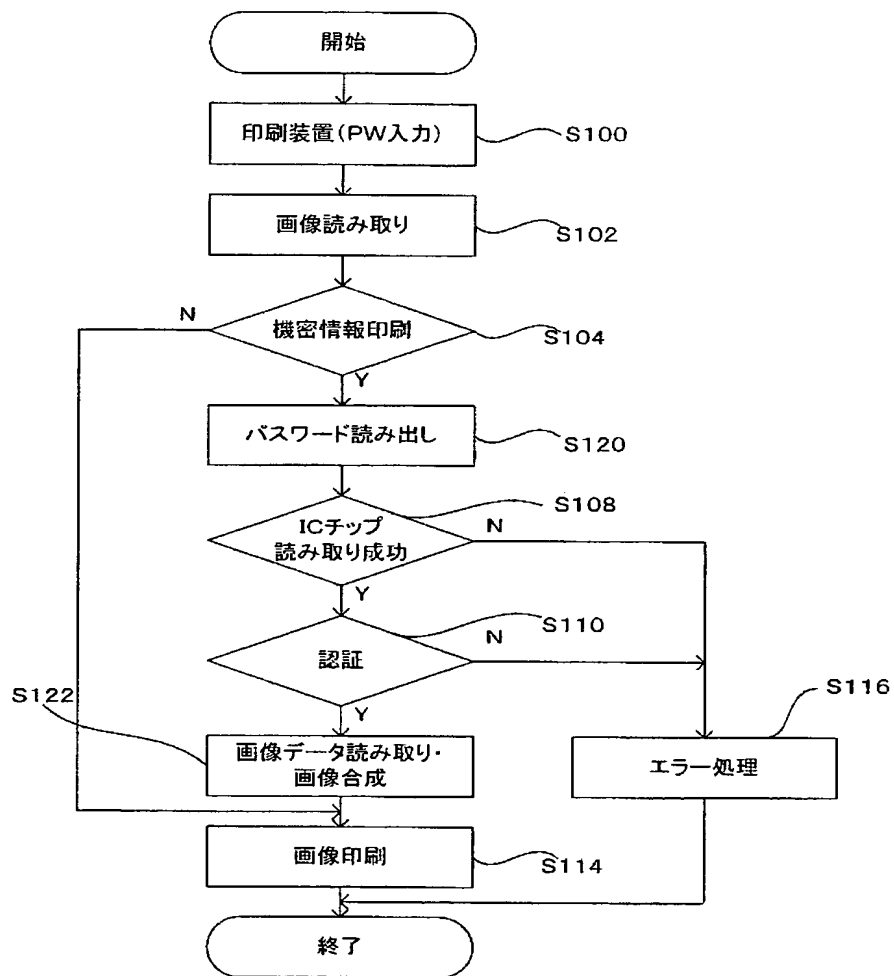 開始
印刷装置(PW入力)
S100
画像読み取り
S102
N
機密情報印刷
S104
Y
パスワード読み出し
S120
S108
ICチップ
読み取り成功
N
Y
S110
認証
N
S122
Y
S116
画像データ読み取り・
画像合成
エラー処理
画像印刷
S114
終了